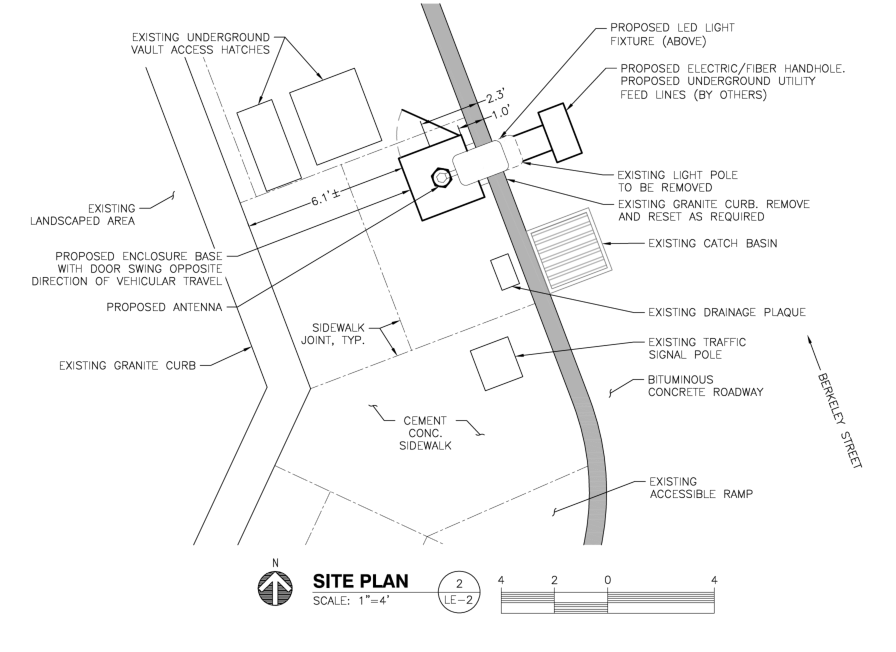 EXISTING UNDERGROUND
VAULT ACCESS HATCHES
PROPOSED LED LIGHT
FIXTURE (ABOVE)
PROPOSED ELECTRIC/FIBER HANDHOLE.
PROPOSED UNDERGROUND UTILITY
FEED LINES (BY OTHERS)
2.3'
1.0'
6.1'±
EXISTING LIGHT POLE
TO BE REMOVED
EXISTING GRANITE CURB. REMOVE
AND RESET AS REQUIRED
EXISTING
LANDSCAPED AREA
EXISTING CATCH BASIN
PROPOSED ENCLOSURE BASE
WITH DOOR SWING OPPOSITE
DIRECTION OF VEHICULAR TRAVEL
PROPOSED ANTENNA
EXISTING DRAINAGE PLAQUE
SIDEWALK
JOINT, TYP.
EXISTING TRAFFIC
SIGNAL POLE
EXISTING GRANITE CURB
BITUMINOUS
CONCRETE ROADWAY
BERKELEY STREET
CEMENT
CONC.
SIDEWALK
EXISTING
ACCESSIBLE RAMP
N
SITE PLAN
SCALE: 1"=4'
2
LE-2
4 2 0 4